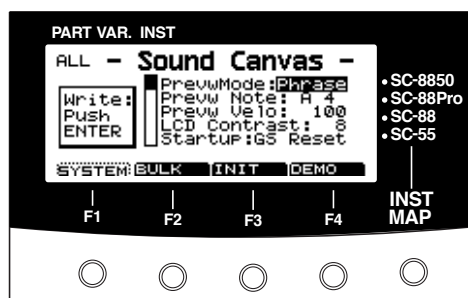 PART VAR. INST
ALL - Sound Canvas -
PrevwMode:Phrase
Prevw Note: A 4
Prevw Velo: 100
LCD Contrast: 8
Startup:GS Reset
Write:
Push
ENTER
SYSTEM BULK INIT DEMO
F1 F2 F3 F4
SC-8850
SC-88Pro
SC-88
SC-55
INST
MAP